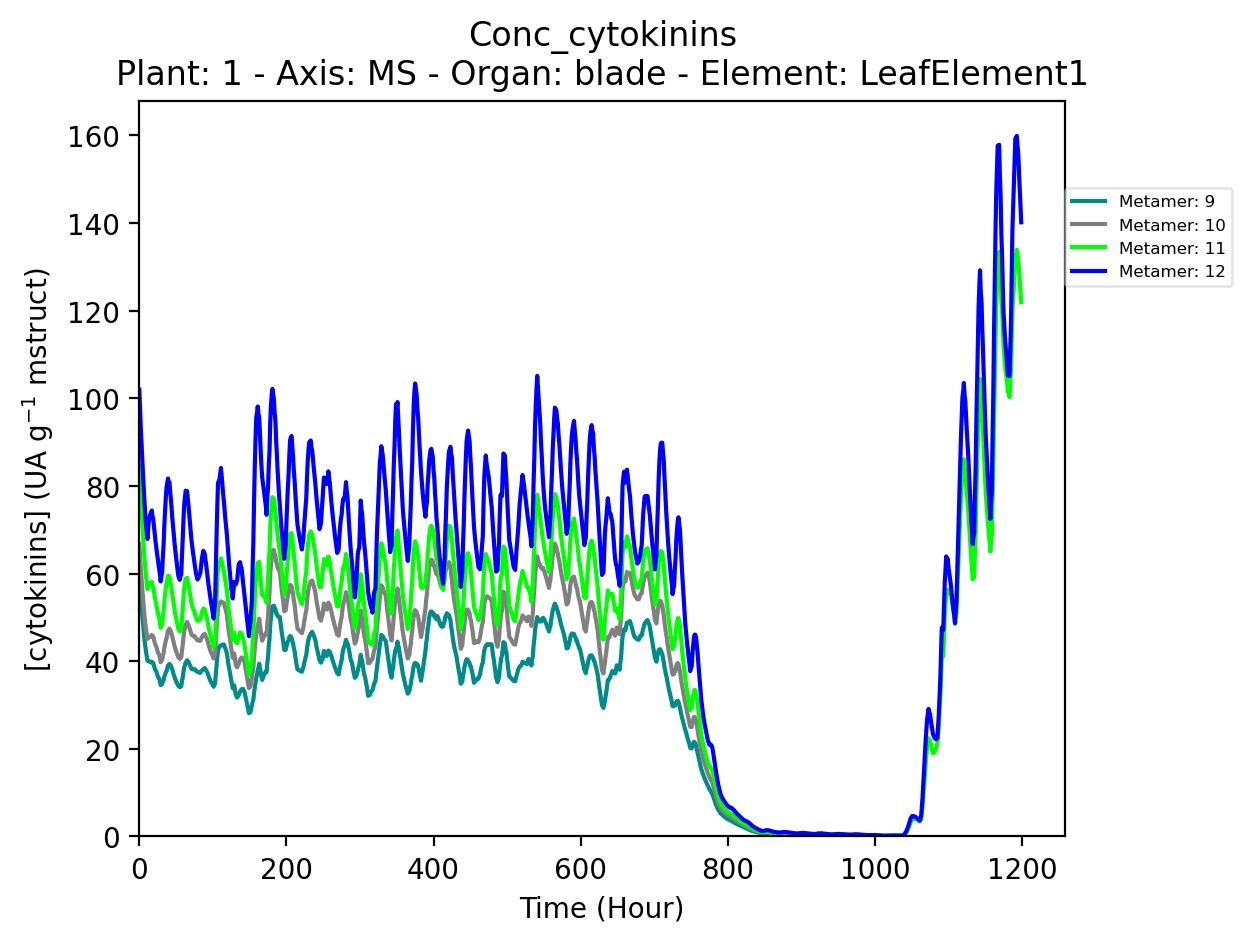 Conc_cytokinins
Plant: 1 - Axis: MS - Organ: blade - Element: LeafElement1
[cytokinins] (UA g⁻¹ mstruct)
160
140
120
100
80
60
40
20
0
0 200 400 600 800 1000 1200
Time (Hour)
Metamer: 9
Metamer: 10
Metamer: 11
Metamer: 12